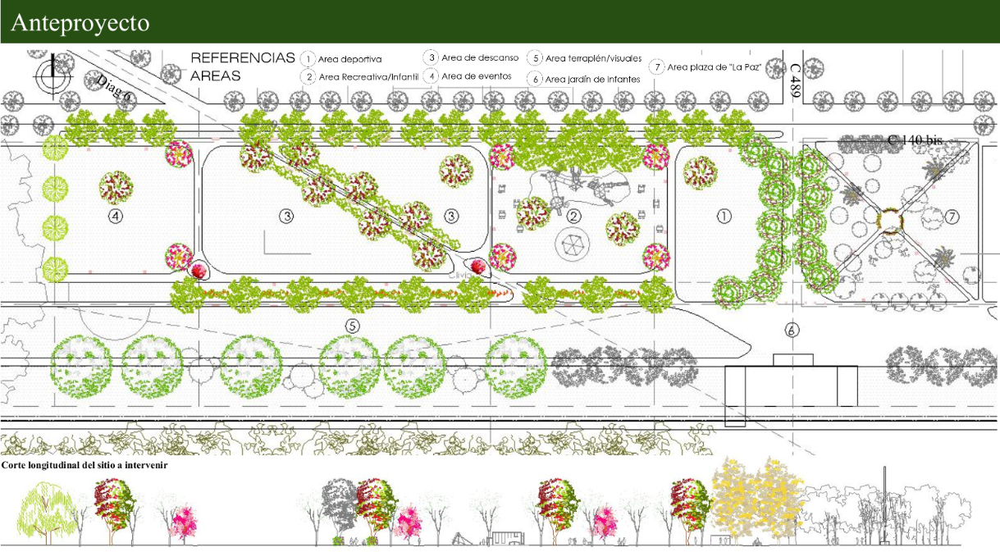 Anteproyecto
REFERENCIAS
AREAS
1 Area deportiva
2 Area Recreativa/Infantil
3 Area de descanso
4 Area de eventos
5 Area terraplén/visuales
6 Area jardín de infantes
7 Area plaza de "La Paz"
Diag 6
C 489
C 140 bis
4
3
3
2
1
7
5
6
Corte longitudinal del sitio a intervenir